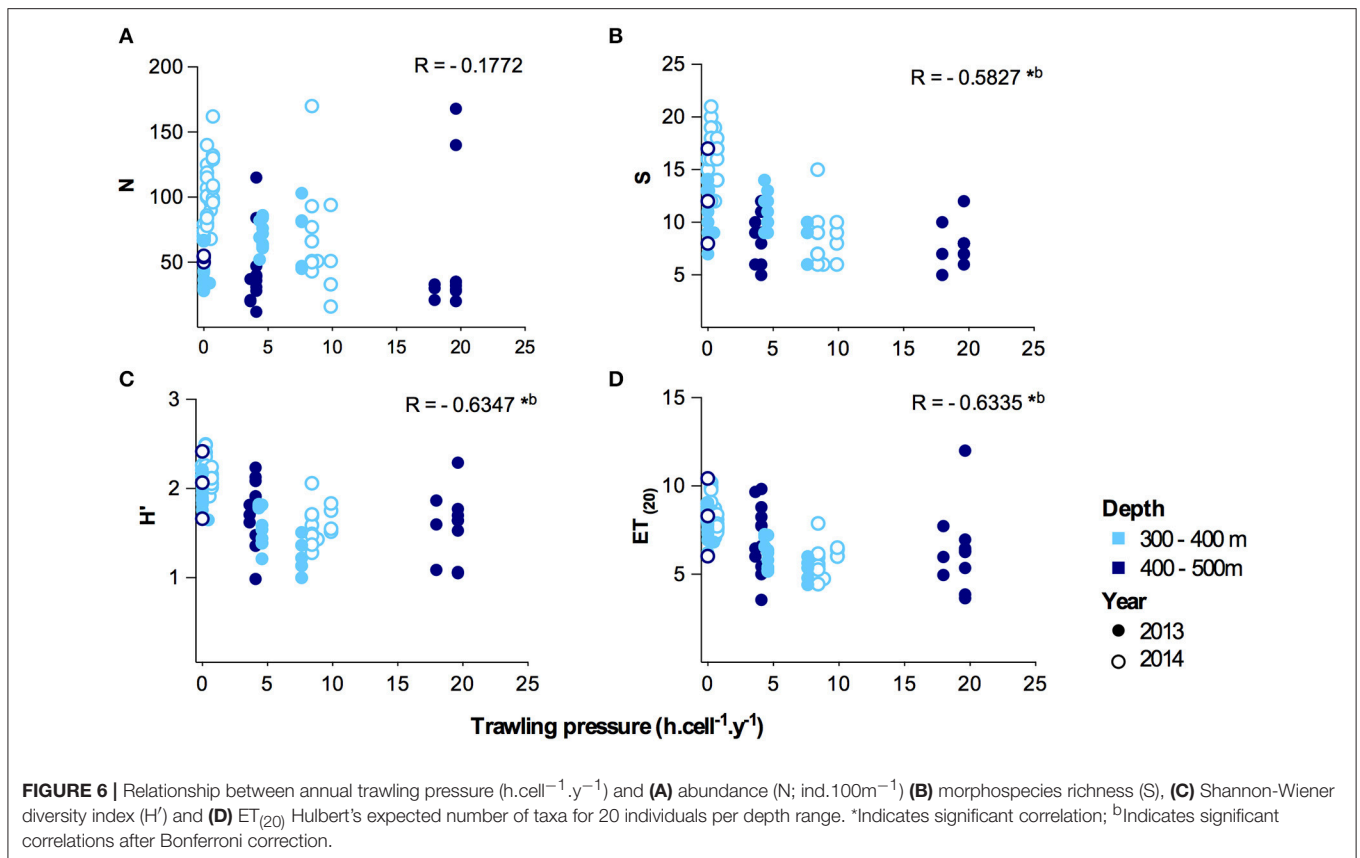 A
R = - 0.1772
N
200
150
100
50
0 5 10 15 20 25
B
R = - 0.5827 *b
S
25
20
15
10
5
0 5 10 15 20 25
C
R = - 0.6347 *b
H'
3
2
1
0 5 10 15 20 25
D
R = - 0.6335 *b
ET (20)
15
10
5
0 5 10 15 20 25
Trawling pressure (h.cell-1.y-1)
Depth
300 - 400 m
400 - 500m
Year
2013
2014
FIGURE 6 | Relationship between annual trawling pressure (h.cell−1.y−1) and (A) abundance (N; ind.100m−1) (B) morphospecies richness (S), (C) Shannon-Wiener
diversity index (H′) and (D) ET(20) Hulbert's expected number of taxa for 20 individuals per depth range. *Indicates significant correlation; bIndicates significant
correlations after Bonferroni correction.